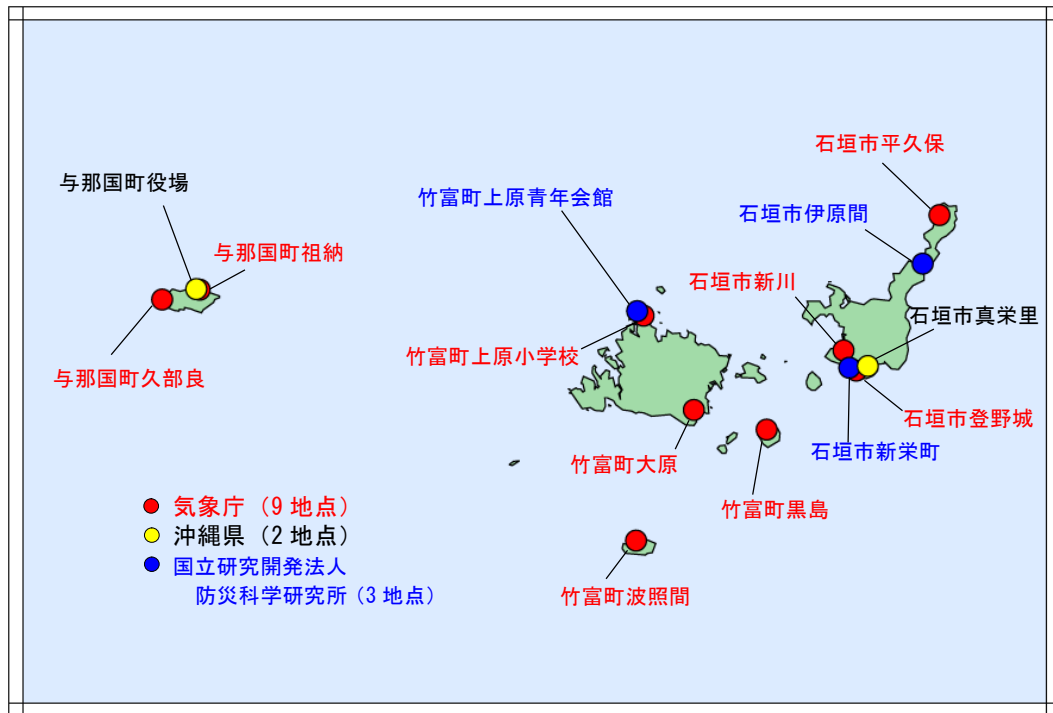 石垣市平久保
与那国町役場
竹富町上原青年会館
石垣市伊原間
与那国町祖納
石垣市新川
石垣市真栄里
竹富町上原小学校
与那国町久部良
石垣市登野城
石垣市新栄町
竹富町大原
竹富町黒島
気象庁（9 地点）
沖縄県（2 地点）
国立研究開発法人
防災科学研究所（3 地点）
竹富町波照間